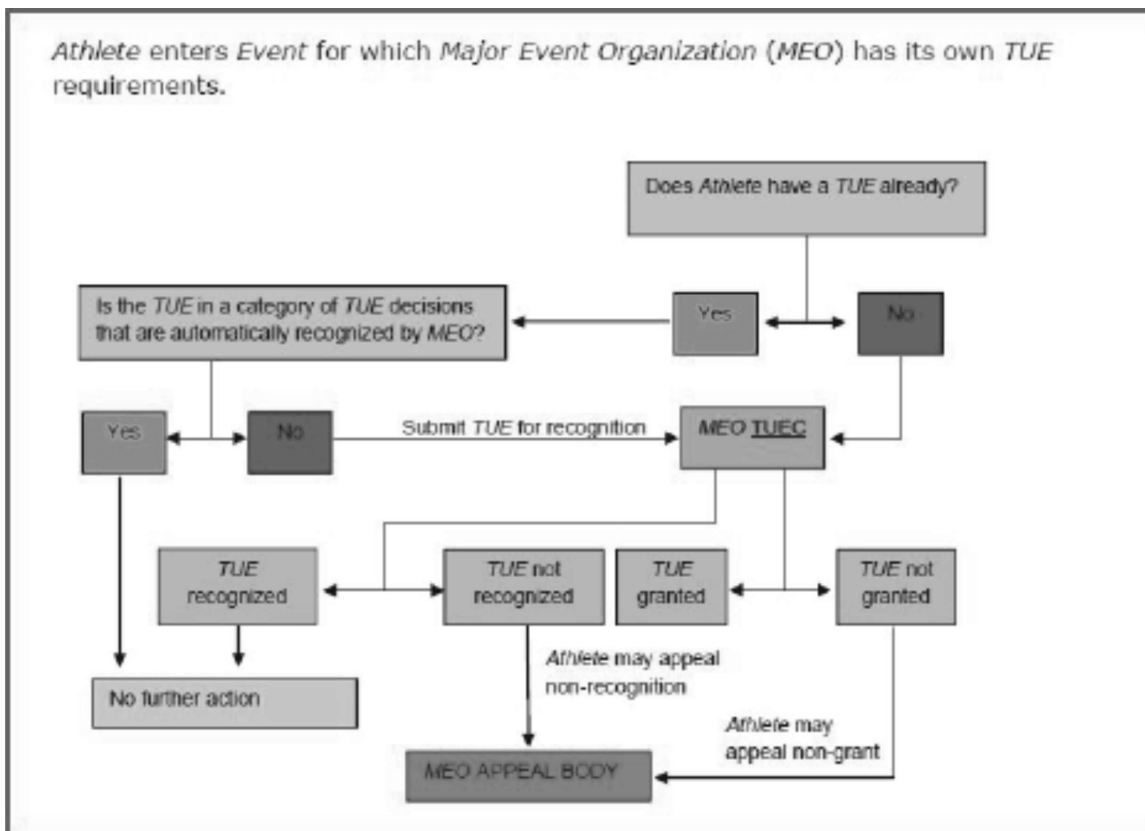 Athlete enters Event for which Major Event Organization (MEO) has its own TUE
requirements.
Does Athlete have a TUE already?
Is the TUE in a category of TUE decisions
that are automatically recognized by MEO?
Yes
No
Yes
No
Submit TUE for recognition
MEO TUEC
TUE
recognized
TUE not
recognized
TUE
granted
TUE not
granted
Athlete may appeal
non-recognition
No further action
Athlete may
appeal non-grant
MEO APPEAL BODY